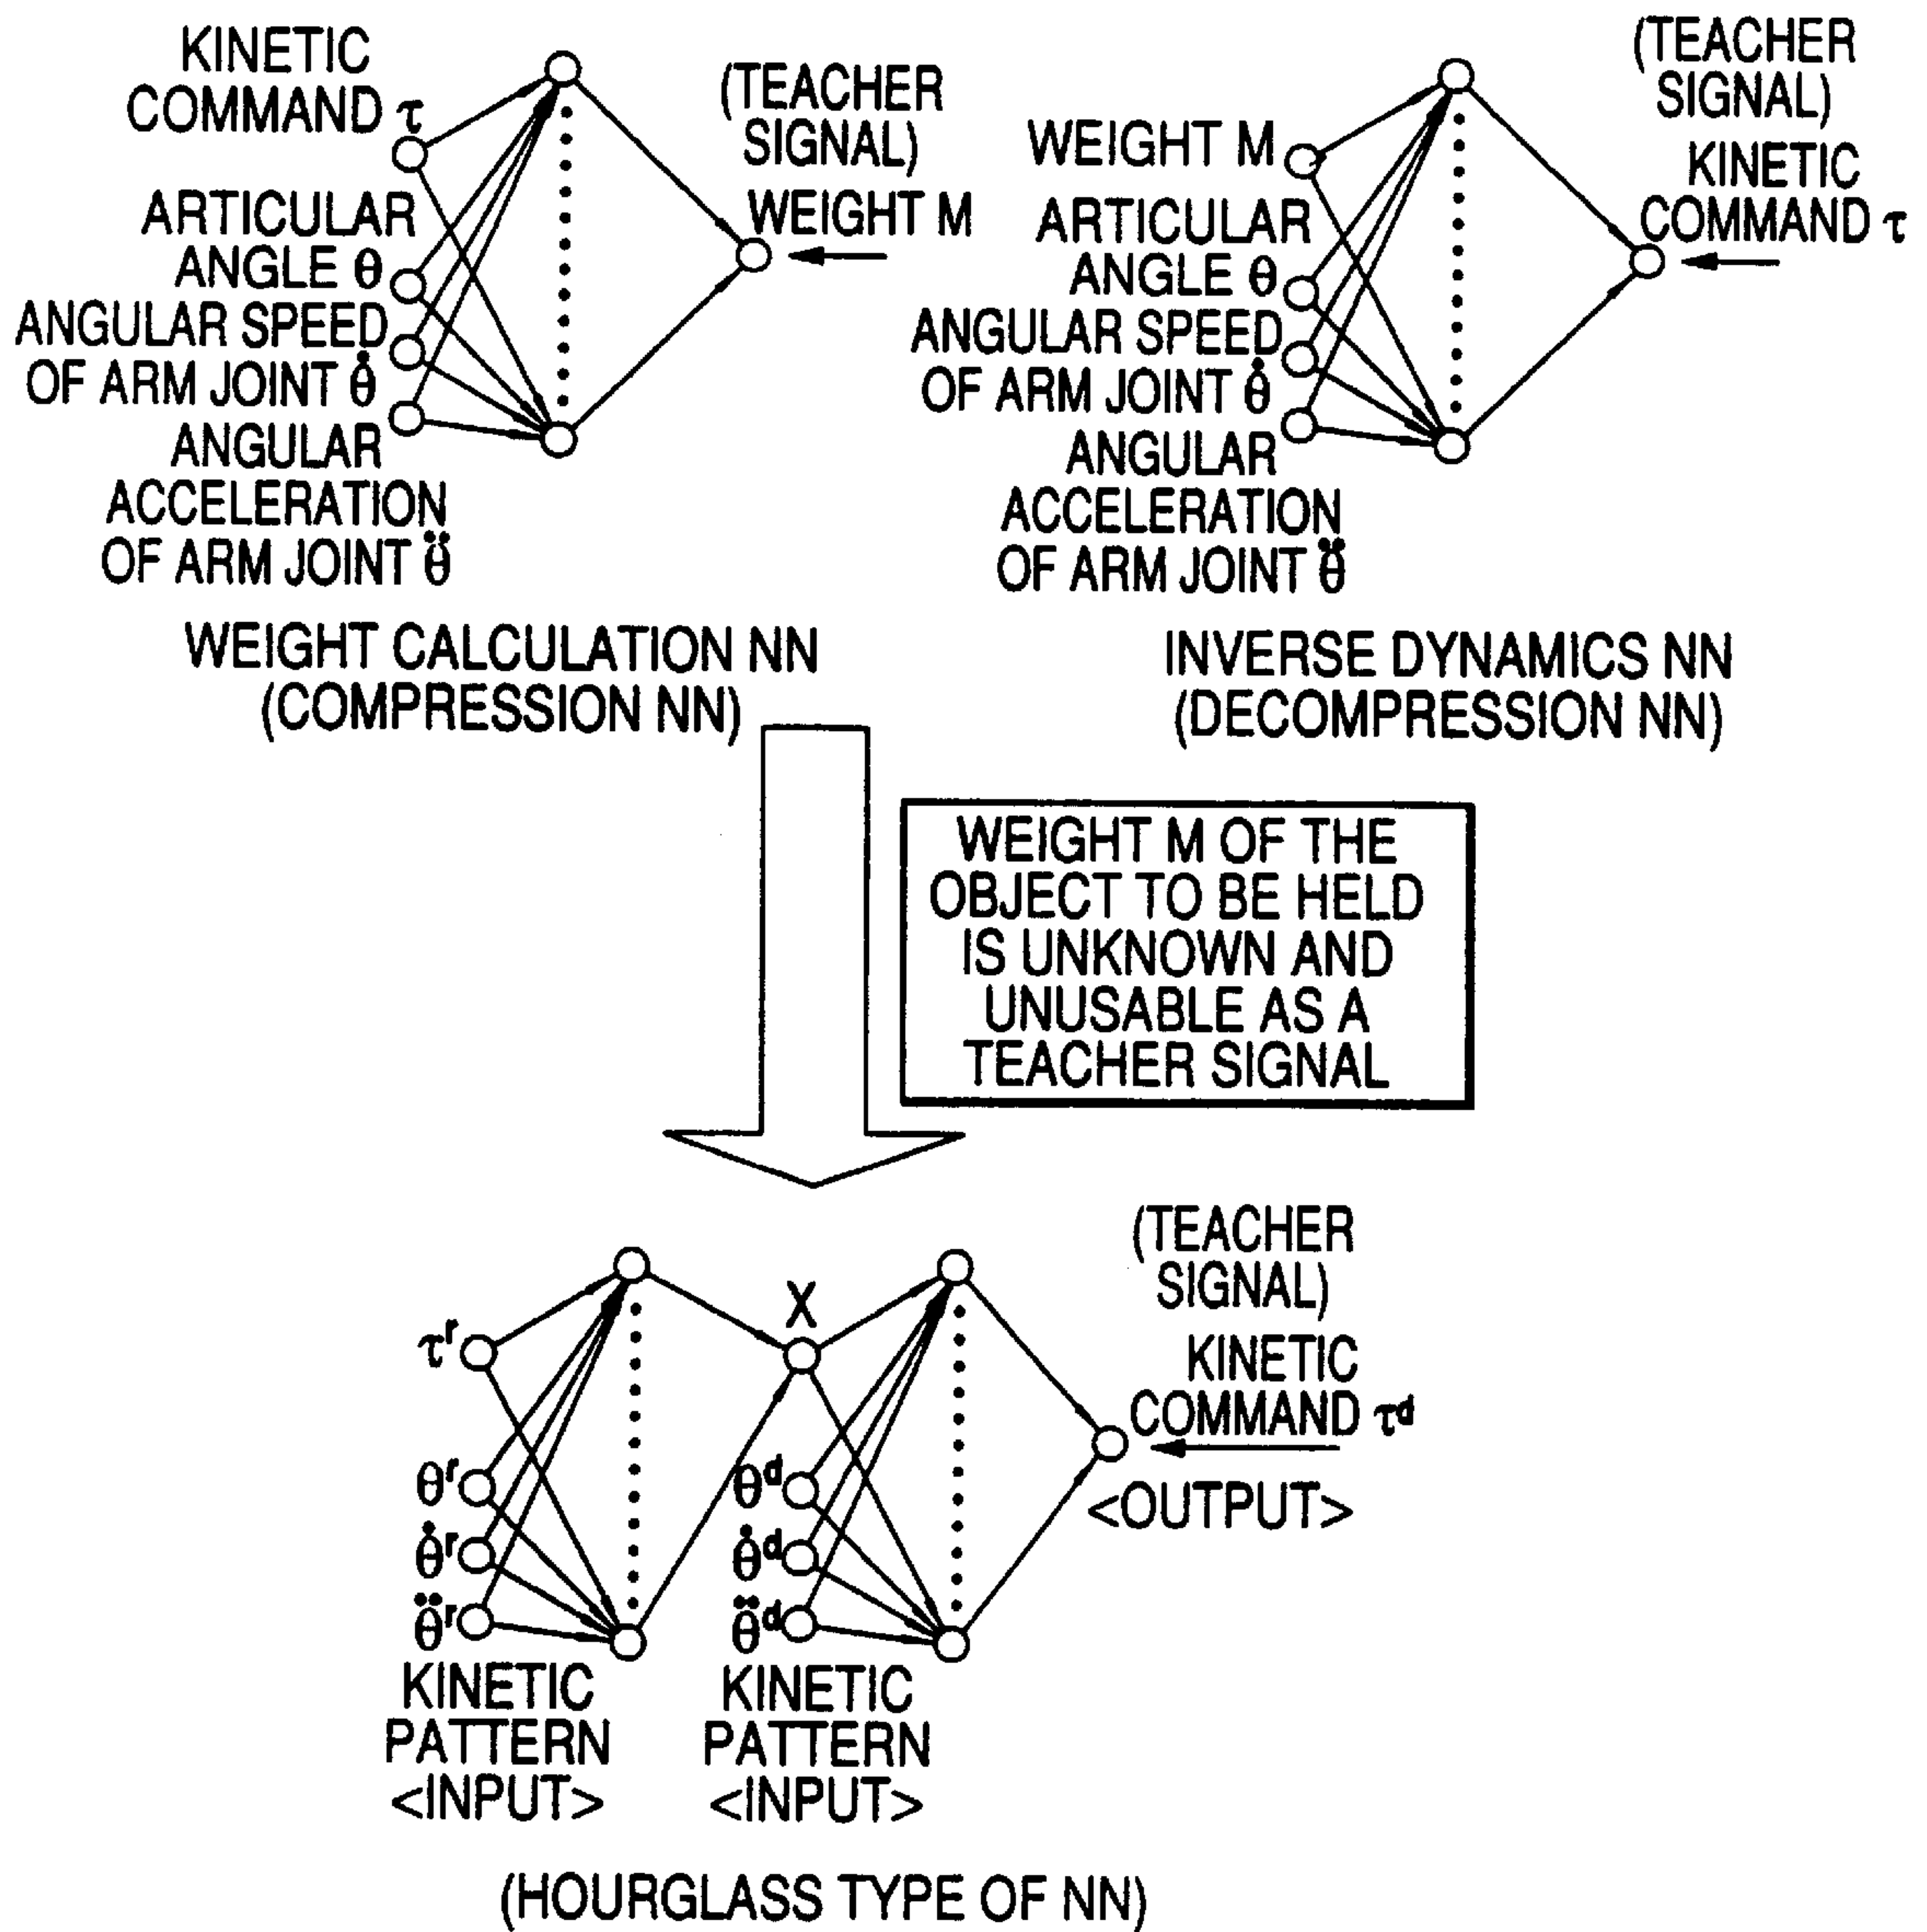 KINETIC
COMMAND τ
(TEACHER
SIGNAL)
WEIGHT M
ARTICULAR
ANGLE θ
ANGULAR SPEED
OF ARM JOINT θ̇
ANGULAR
ACCELERATION
OF ARM JOINT θ̈
WEIGHT CALCULATION NN
(COMPRESSION NN)
(TEACHER
SIGNAL)
KINETIC
COMMAND τ
WEIGHT M
ARTICULAR
ANGLE θ
ANGULAR SPEED
OF ARM JOINT θ̇
ANGULAR
ACCELERATION
OF ARM JOINT θ̈
INVERSE DYNAMICS NN
(DECOMPRESSION NN)
WEIGHT M OF THE
OBJECT TO BE HELD
IS UNKNOWN AND
UNUSABLE AS A
TEACHER SIGNAL
(TEACHER
SIGNAL)
KINETIC
COMMAND τᵈ
<OUTPUT>
X
τʳ
θʳ
θ̇ʳ
θ̈ʳ
KINETIC
PATTERN
<INPUT>
θᵈ
θ̇ᵈ
θ̈ᵈ
KINETIC
PATTERN
<INPUT>
(HOURGLASS TYPE OF NN)